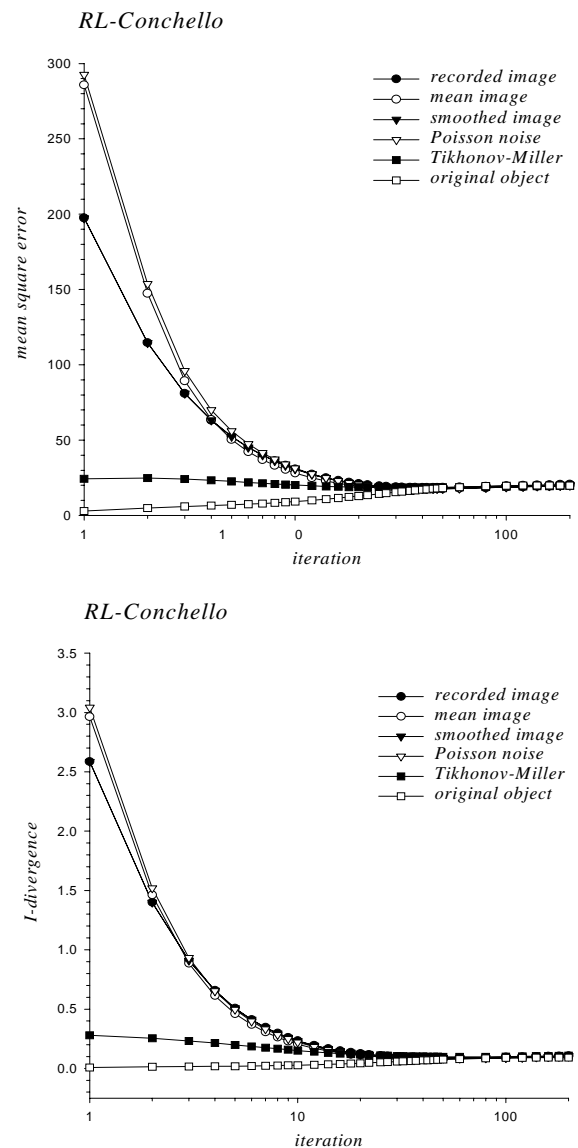 RL-Conchello
300
250
200
150
100
50
0
mean square error
recorded image
mean image
smoothed image
Poisson noise
Tikhonov-Miller
original object
1 1 0 100
iteration
RL-Conchello
3.5
3.0
2.5
2.0
1.5
1.0
0.5
0.0
I-divergence
recorded image
mean image
smoothed image
Poisson noise
Tikhonov-Miller
original object
1 10 100
iteration